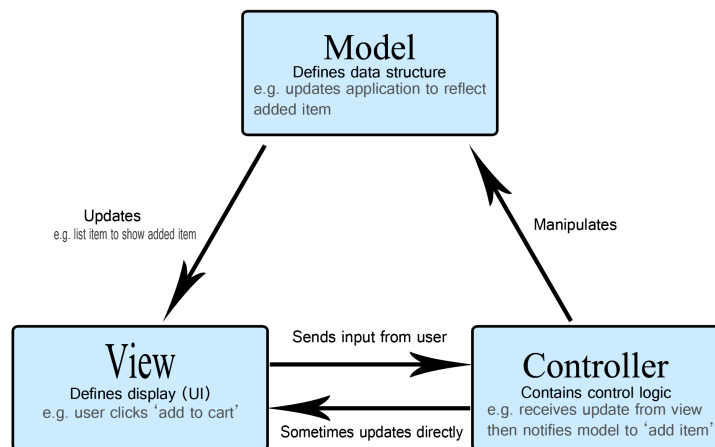 Model
Defines data structure
e.g. updates application to reflect
added item
Updates
e.g. list item to show added item
Manipulates
View
Defines display (UI)
e.g. user clicks ‘add to cart’
Sends input from user
Sometimes updates directly
Controller
Contains control logic
e.g. receives update from view
then notifies model to ‘add item’